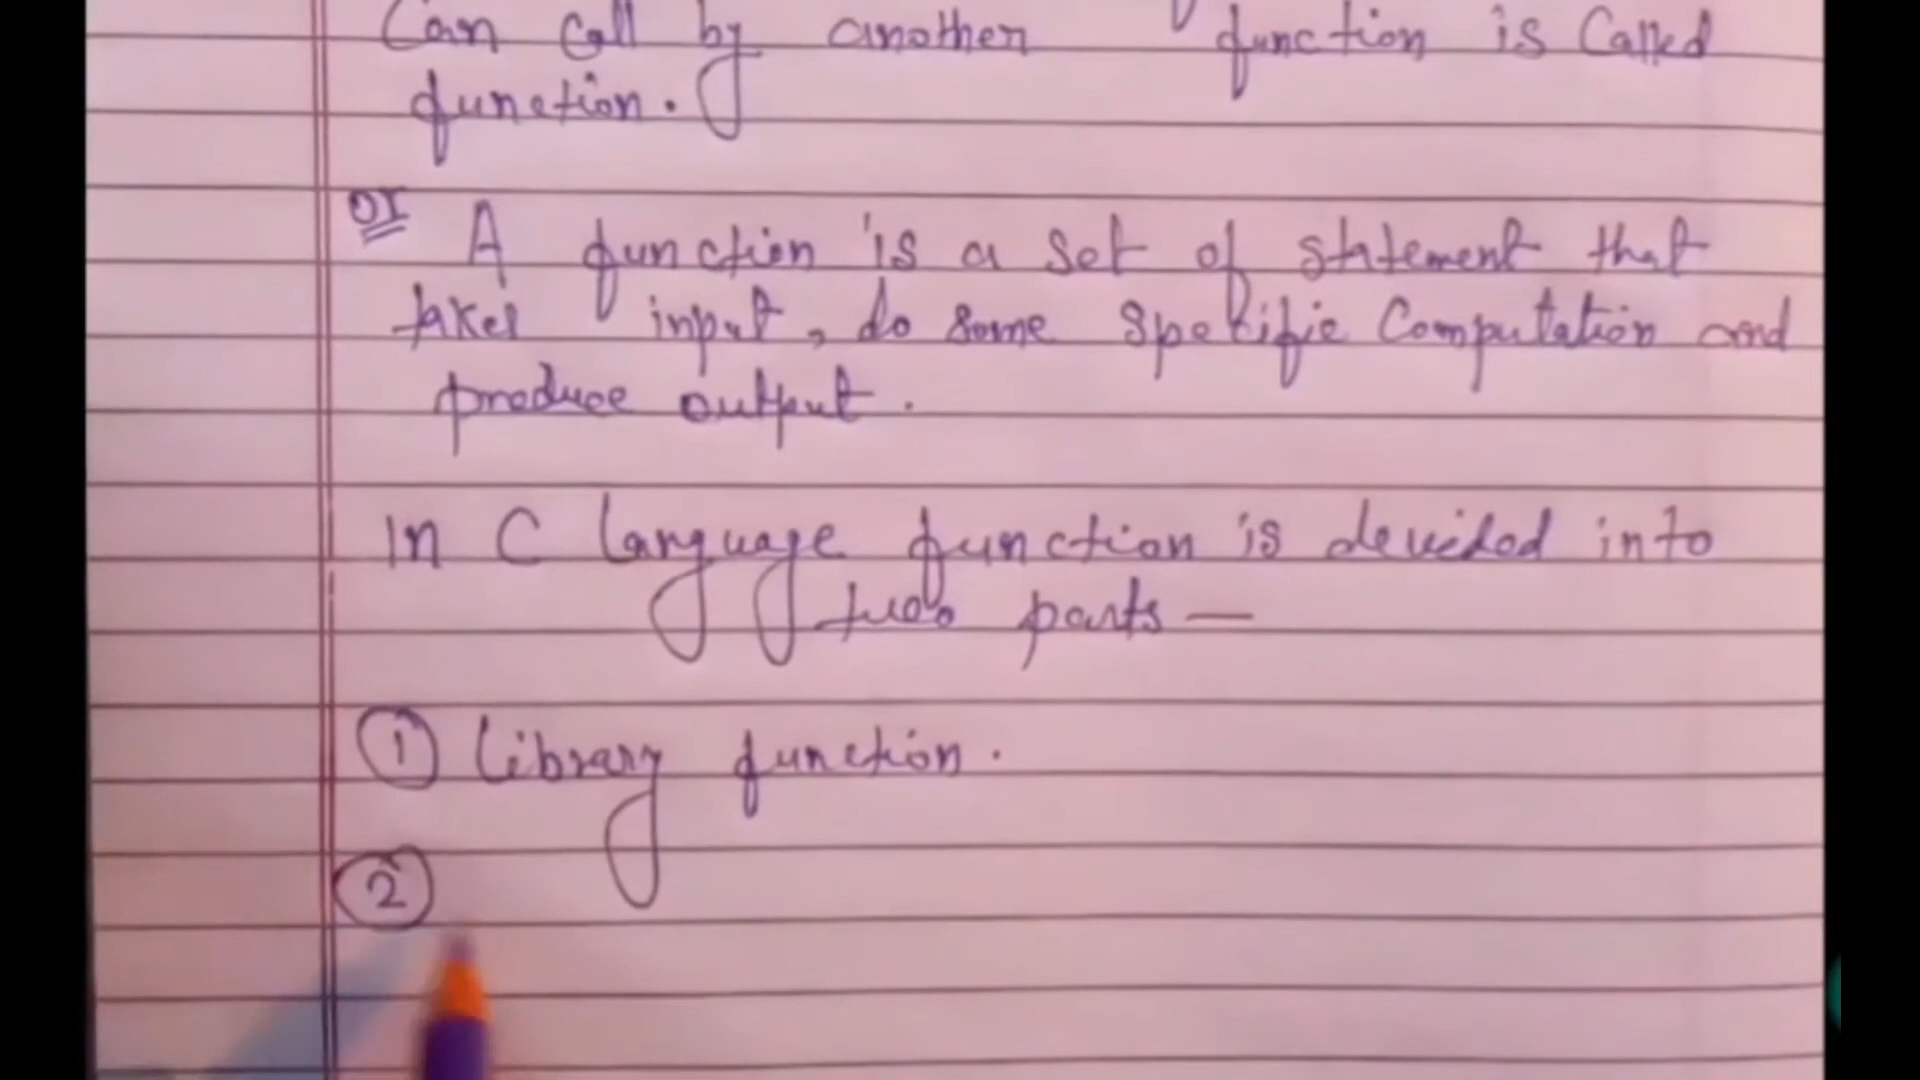 Can call by another function is Called
function.
or A function is a set of statement that
takes input, do some spekific Computation and
produce output.
In C language function is devided into
two parts —
① Library function.
②